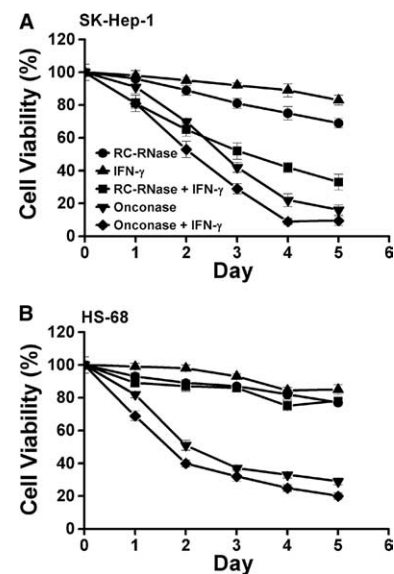 A SK-Hep-1
Cell Viability (%)
120
100
80
60
40
20
0
RC-RNase
IFN-γ
RC-RNase + IFN-γ
Onconase
Onconase + IFN-γ
0 1 2 3 4 5 6
Day
B HS-68
Cell Viability (%)
120
100
80
60
40
20
0
0 1 2 3 4 5 6
Day